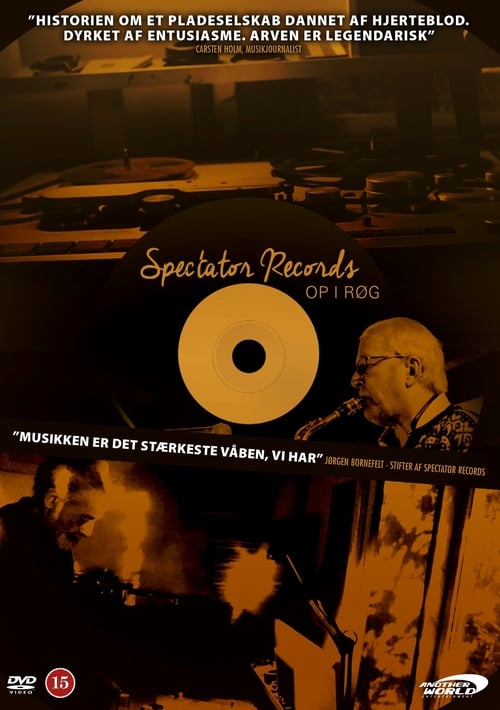 "HISTORIEN OM ET PLADESELSKAB DANNET AF HJERTEBLOD.
DYRKET AF ENTUSIASME. ARVEN ER LEGENDARISK"
CARSTEN HOLM, MUSIKJOURNALIST
Spectator Records
OP I RØG
"MUSIKKEN ER DET STÆRKESTE VÅBEN, VI HAR" JØRGEN BORNEFELT - STIFTER AF SPECTATOR RECORDS
DVD
VIDEO
15
ANOTHER
WORLD
ENTERTAINMENT